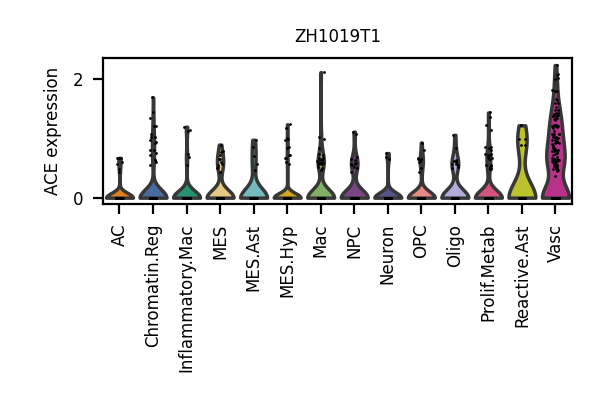 ZH1019T1
ACE expression
2
0
AC
Chromatin.Reg
Inflammatory.Mac
MES
MES.Ast
MES.Hyp
Mac
NPC
Neuron
OPC
Oligo
Prolif.Metab
Reactive.Ast
Vasc